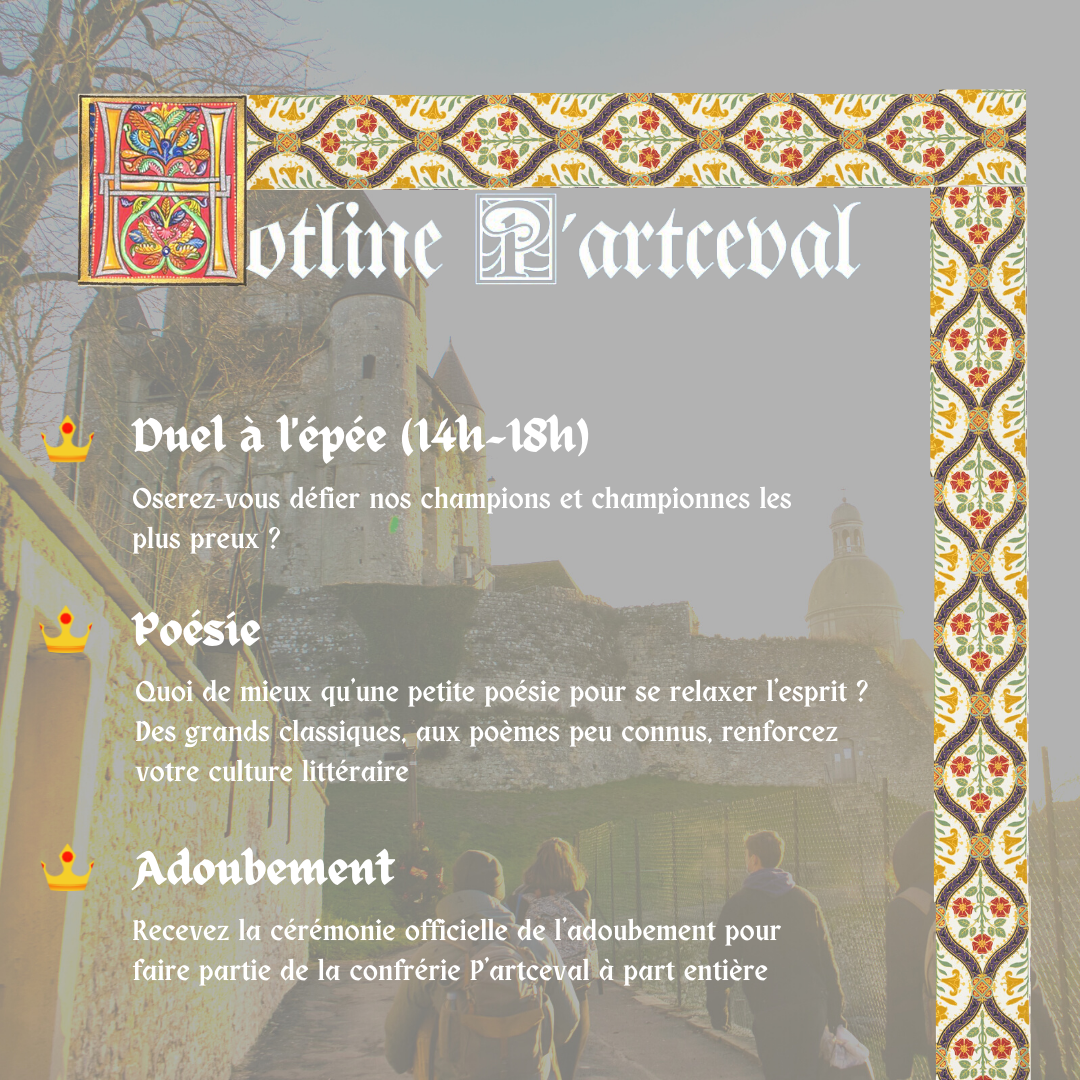 Hotline P'artceval
Duel à l'épée (14h-18h)
Oserez-vous défier nos champions et championnes les
plus preux ?
Poésie
Quoi de mieux qu'une petite poésie pour se relaxer l'esprit ?
Des grands classiques, aux poèmes peu connus, renforcez
votre culture littéraire
Adoubement
Recevez la cérémonie officielle de l'adoubement pour
faire partie de la confrérie P'artceval à part entière